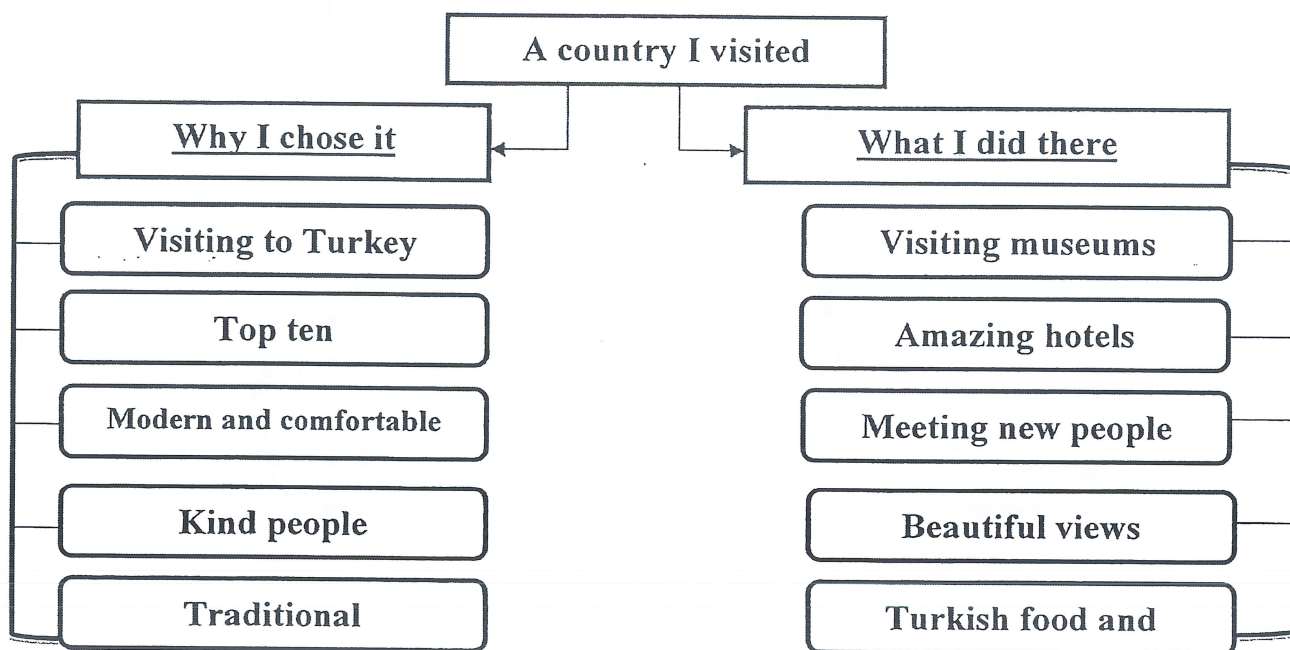 A country I visited
Why I chose it
What I did there
Visiting to Turkey
Visiting museums
Top ten
Amazing hotels
Modern and comfortable
Meeting new people
Kind people
Beautiful views
Traditional
Turkish food and